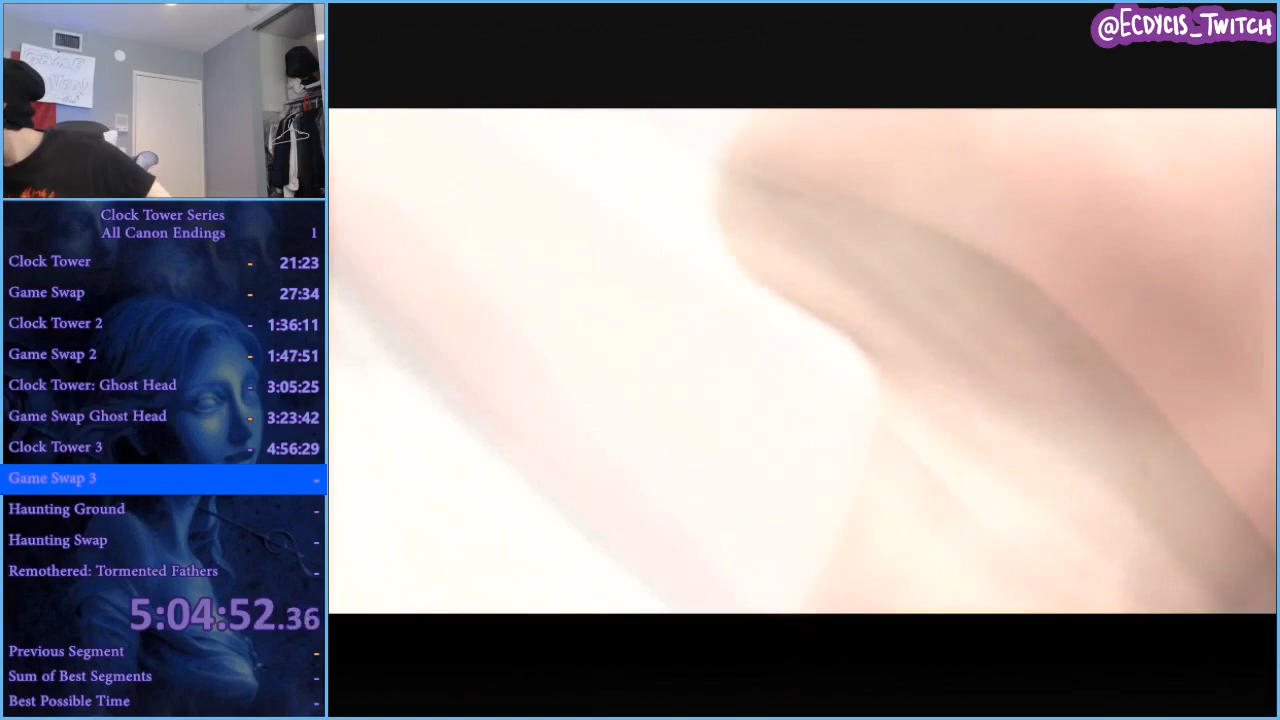 @ECDYCIS_TWITCH
GAME
Clock Tower Series
All Canon Endings 1
Clock Tower - 21:23
Game Swap - 27:34
Clock Tower 2 - 1:36:11
Game Swap 2 - 1:47:51
Clock Tower: Ghost Head - 3:05:25
Game Swap Ghost Head - 3:23:42
Clock Tower 3 - 4:56:29
Game Swap 3 -
Haunting Ground -
Haunting Swap -
Remothered: Tormented Fathers -
5:04:52.36
Previous Segment -
Sum of Best Segments -
Best Possible Time -